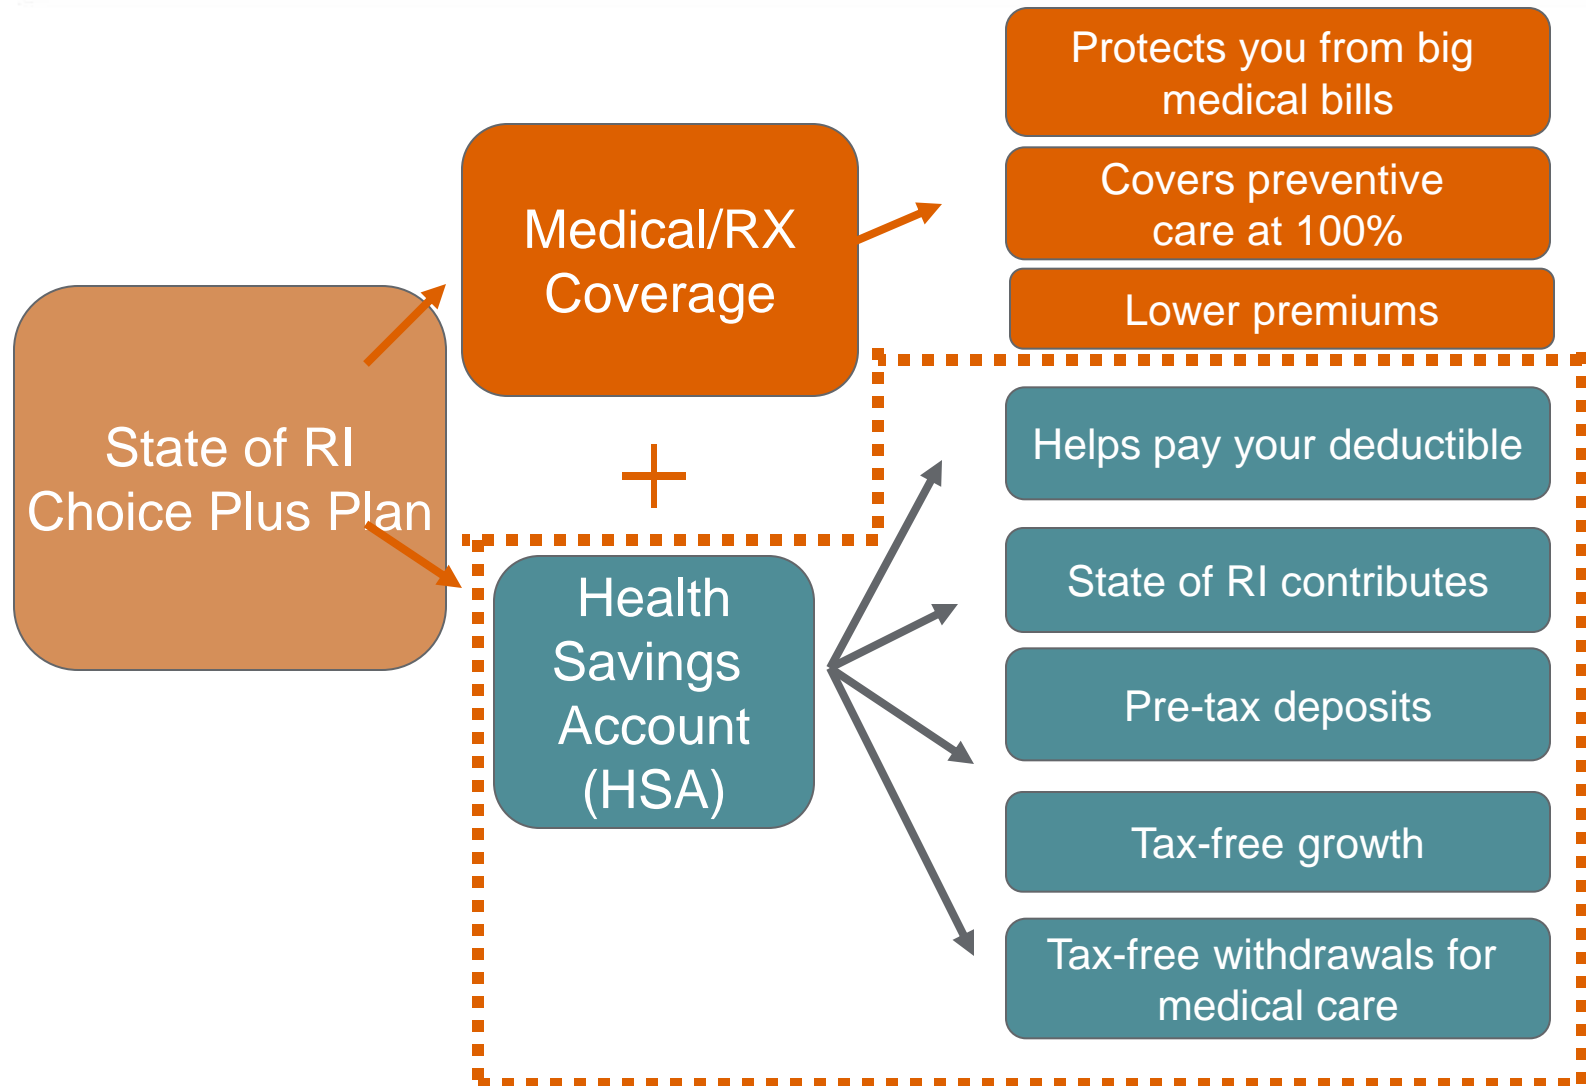 State of RI
Choice Plus Plan
Medical/RX
Coverage
Protects you from big
medical bills
Covers preventive
care at 100%
Lower premiums
+
Health
Savings
Account
(HSA)
Helps pay your deductible
State of RI contributes
Pre-tax deposits
Tax-free growth
Tax-free withdrawals for
medical care